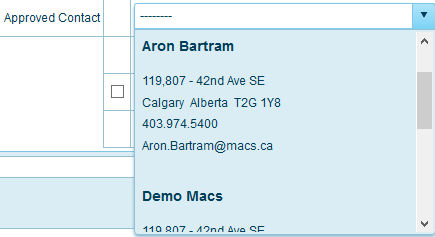 Approved Contact
--------
Aron Bartram
119,807 - 42nd Ave SE
Calgary Alberta T2G 1Y8
403.974.5400
Aron.Bartram@macs.ca
Demo Macs
119,807 - 42nd Ave SE